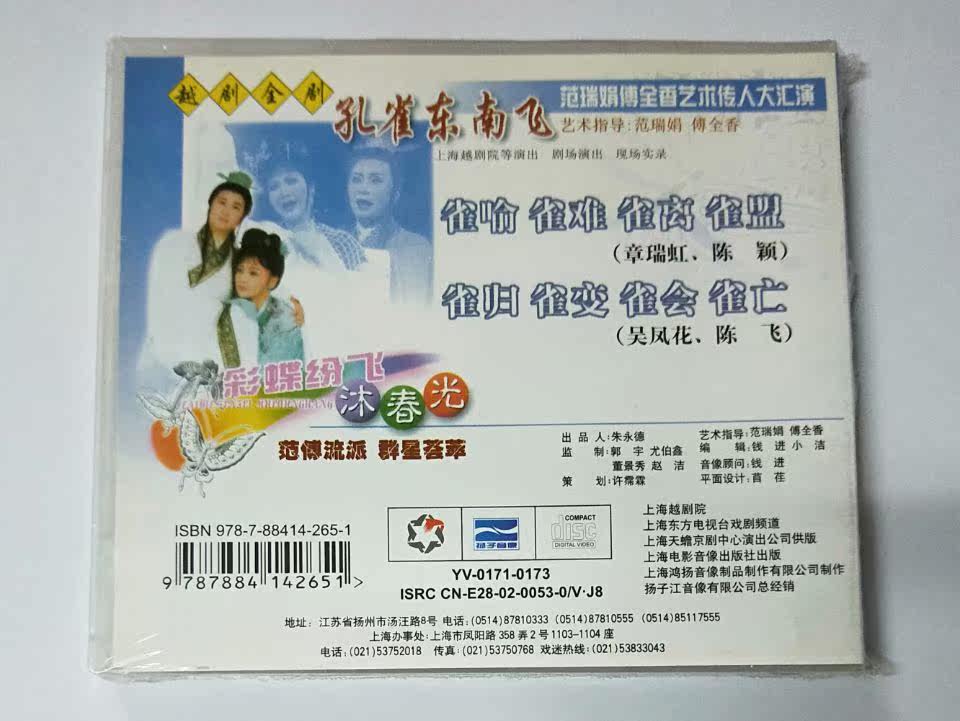 越剧全剧
孔雀东南飞
范瑞娟傅全香艺术传人大汇演
艺术指导:范瑞娟 傅全香
上海越剧院等演出 剧场演出 现场实录
雀喻 雀难 雀离 雀盟
(章瑞虹、陈 颖)
雀归 雀变 雀会 雀亡
(吴凤花、陈 飞)
彩蝶纷飞
沐春光
范傅流派 群星荟萃
出品人:朱永德
监 制:郭 宇 尤伯鑫
董景秀 赵 洁
策 划:许霈霖
艺术指导:范瑞娟 傅全香
编 辑:钱 进 小 洁
音像顾问:钱 进
平面设计:苜 荏
ISBN 978-7-88414-265-1
9 787884 142651 >
扬子音像
COMPACT
disc
DIGITAL VIDEO
YV-0171-0173
ISRC CN-E28-02-0053-0/V·J8
上海越剧院
上海东方电视台戏剧频道
上海天蟾京剧中心演出公司供版
上海电影音像出版社出版
上海鸿扬音像制品制作有限公司制作
扬子江音像有限公司总经销
地址: 江苏省扬州市汤汪路8号 电话:(0514)87810333 (0514)87810555 (0514)85117555
上海办事处:上海市凤阳路 358 弄 2 号 1103-1104 座
电话:(021)53752018 传真:(021)53750768 戏迷热线:(021)53833043